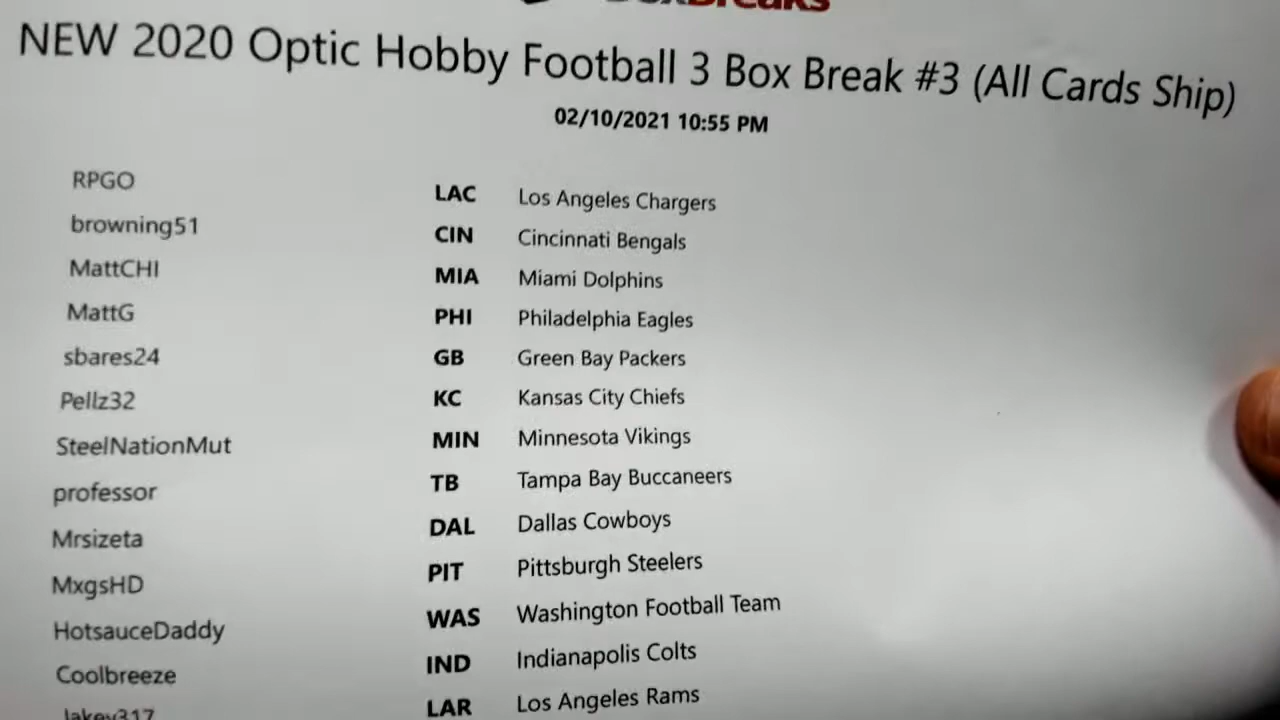 BoxBreaks
NEW 2020 Optic Hobby Football 3 Box Break #3 (All Cards Ship)
02/10/2021 10:55 PM
RPGO LAC Los Angeles Chargers
browning51 CIN Cincinnati Bengals
MattCHI MIA Miami Dolphins
MattG PHI Philadelphia Eagles
sbares24 GB Green Bay Packers
Pellz32 KC Kansas City Chiefs
SteelNationMut MIN Minnesota Vikings
professor TB Tampa Bay Buccaneers
Mrsizeta DAL Dallas Cowboys
MxgsHD PIT Pittsburgh Steelers
HotsauceDaddy WAS Washington Football Team
Coolbreeze IND Indianapolis Colts
LAR Los Angeles Rams